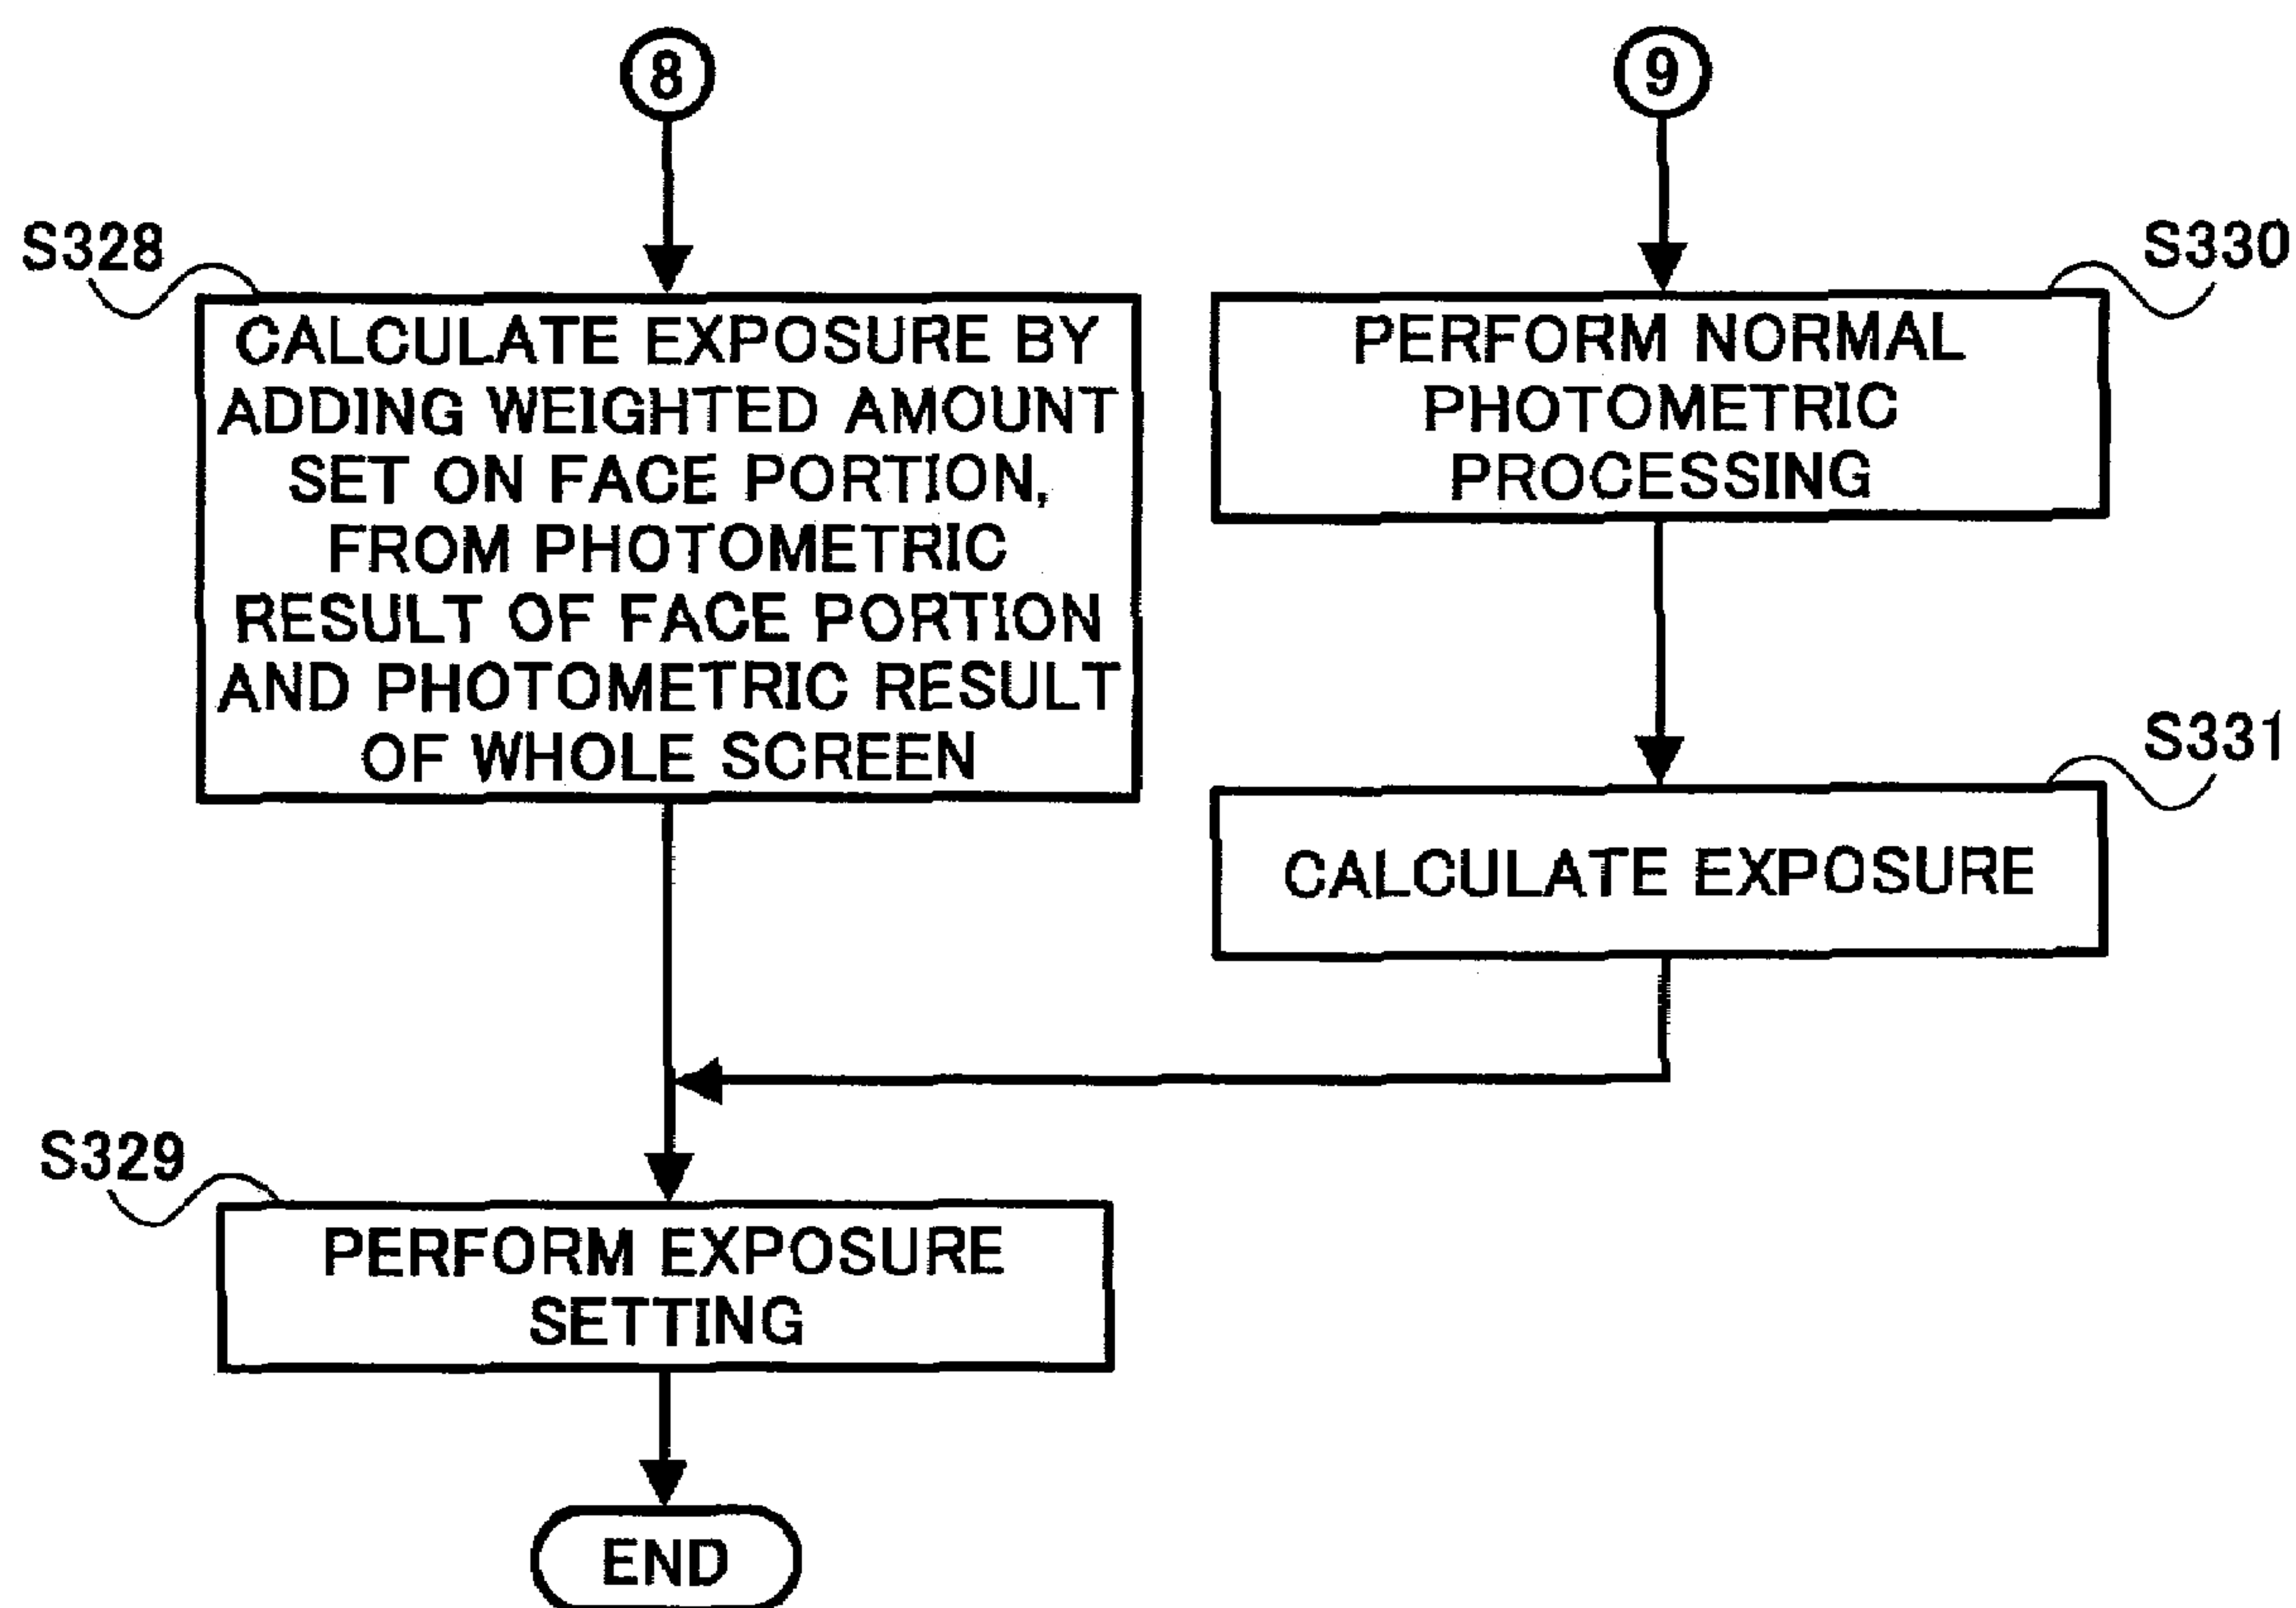 8
9
S328
CALCULATE EXPOSURE BY
ADDING WEIGHTED AMOUNT
SET ON FACE PORTION,
FROM PHOTOMETRIC
RESULT OF FACE PORTION
AND PHOTOMETRIC RESULT
OF WHOLE SCREEN
S330
PERFORM NORMAL
PHOTOMETRIC
PROCESSING
S331
CALCULATE EXPOSURE
S329
PERFORM EXPOSURE
SETTING
END